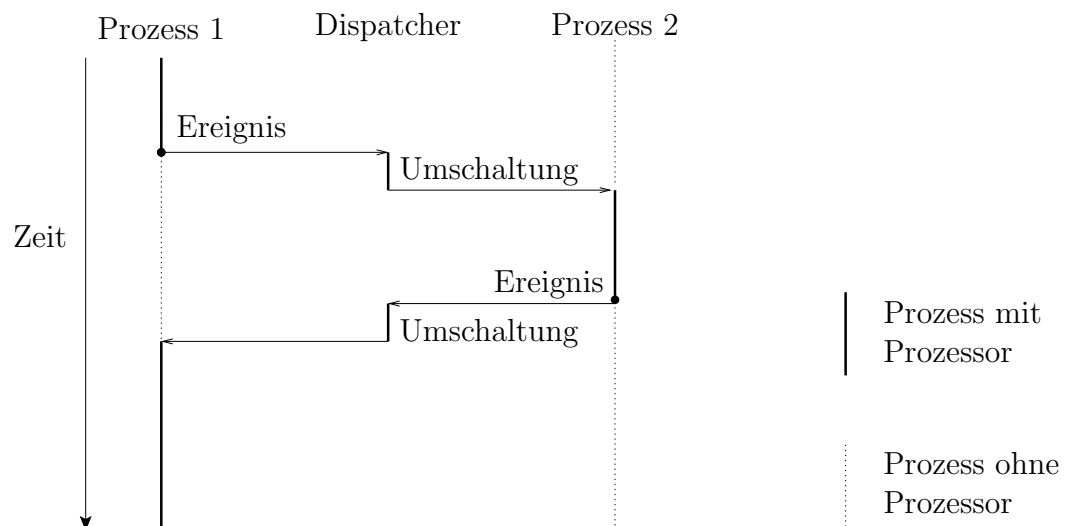 Prozess 1
Dispatcher
Prozess 2
Ereignis
Umschaltung
Zeit
Ereignis
Umschaltung
Prozess mit
Prozessor
Prozess ohne
Prozessor